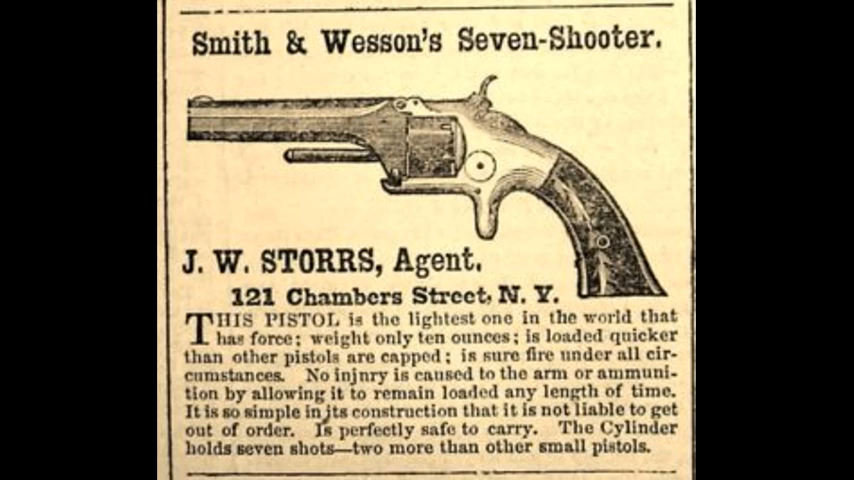 Smith & Wesson's Seven-Shooter.
J. W. STORRS, Agent.
121 Chambers Street, N. Y.
THIS PISTOL is the lightest one in the world that
has force; weight only ten ounces; is loaded quicker
than other pistols are capped; is sure fire under all cir-
cumstances. No injnry is caused to the arm or ammuni-
tion by allowing it to remain loaded any length of time.
It is so simple in its construction that it is not liable to get
out of order. Is perfectly safe to carry. The Cylinder
holds seven shots—two more than other small pistols.